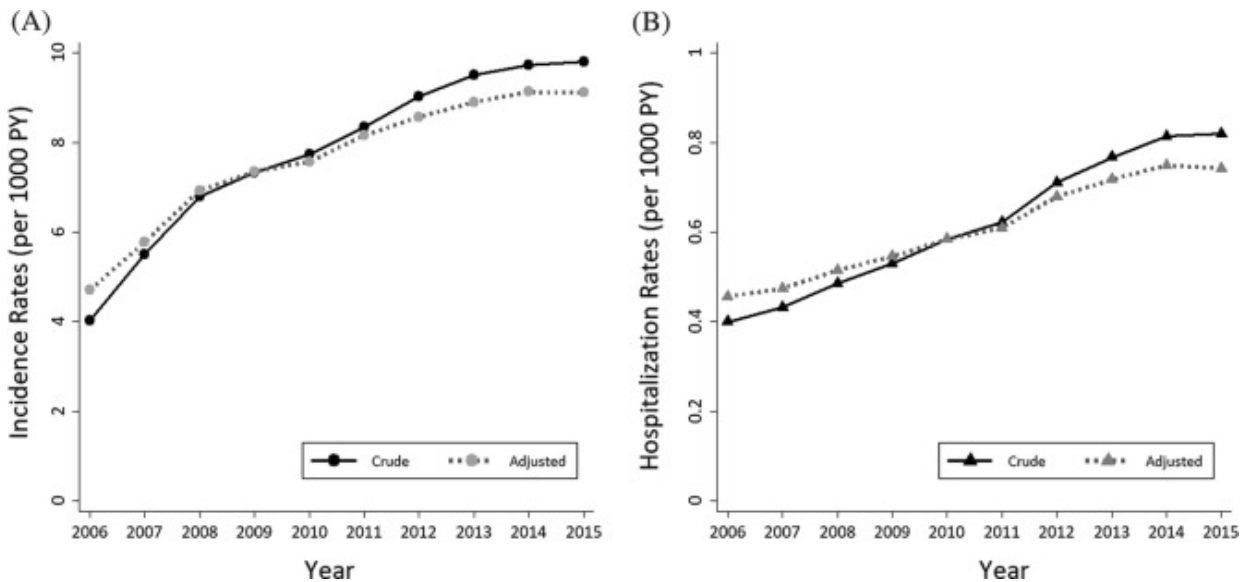 (A)
Incidence Rates (per 1000 PY)
10
8
6
4
2
0
Crude
Adjusted
2006 2007 2008 2009 2010 2011 2012 2013 2014 2015
Year
(B)
Hospitalization Rates (per 1000 PY)
1
0.8
0.6
0.4
0.2
0
Crude
Adjusted
2006 2007 2008 2009 2010 2011 2012 2013 2014 2015
Year